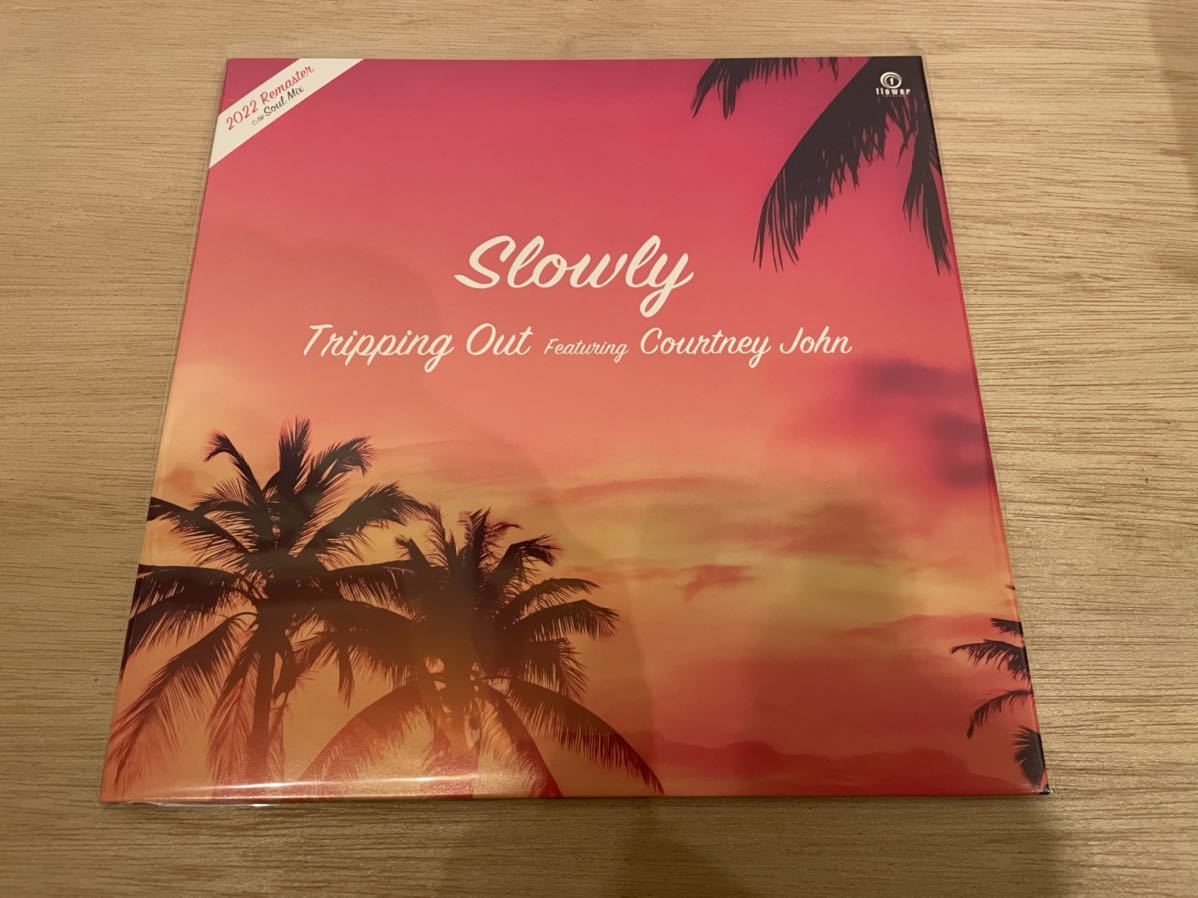 2022 Remaster
c/w Soul Mix
flower
Slowly
Tripping Out Featuring Courtney John